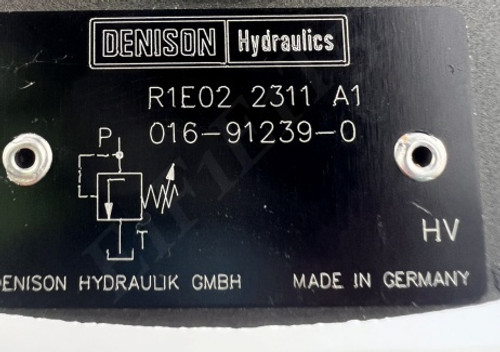 DENISON Hydraulics
R1E02 2311 A1
016-91239-0
P
T
HV
DENISON HYDRAULIK GMBH MADE IN GERMANY